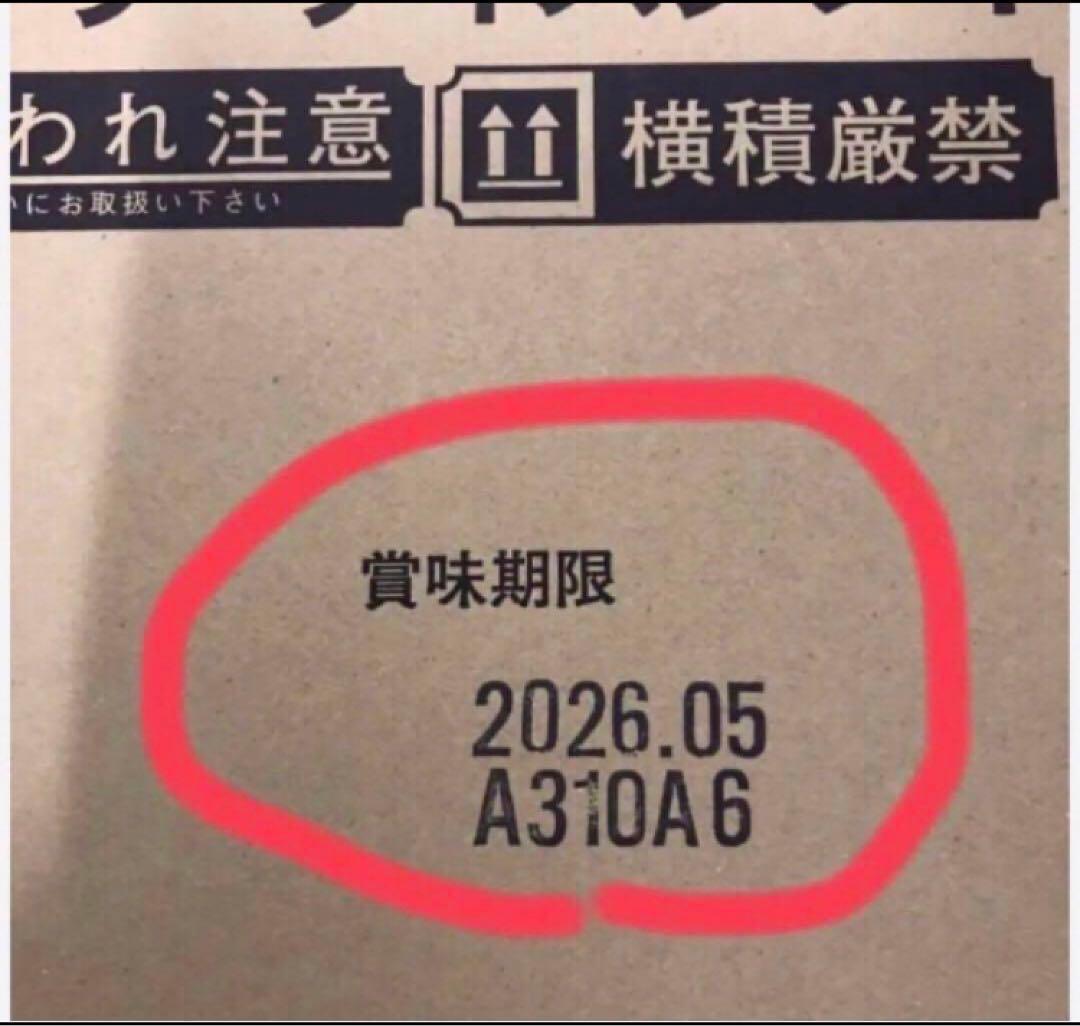 われ注意
にお取扱い下さい
横積厳禁
賞味期限
2026.05
A310A6